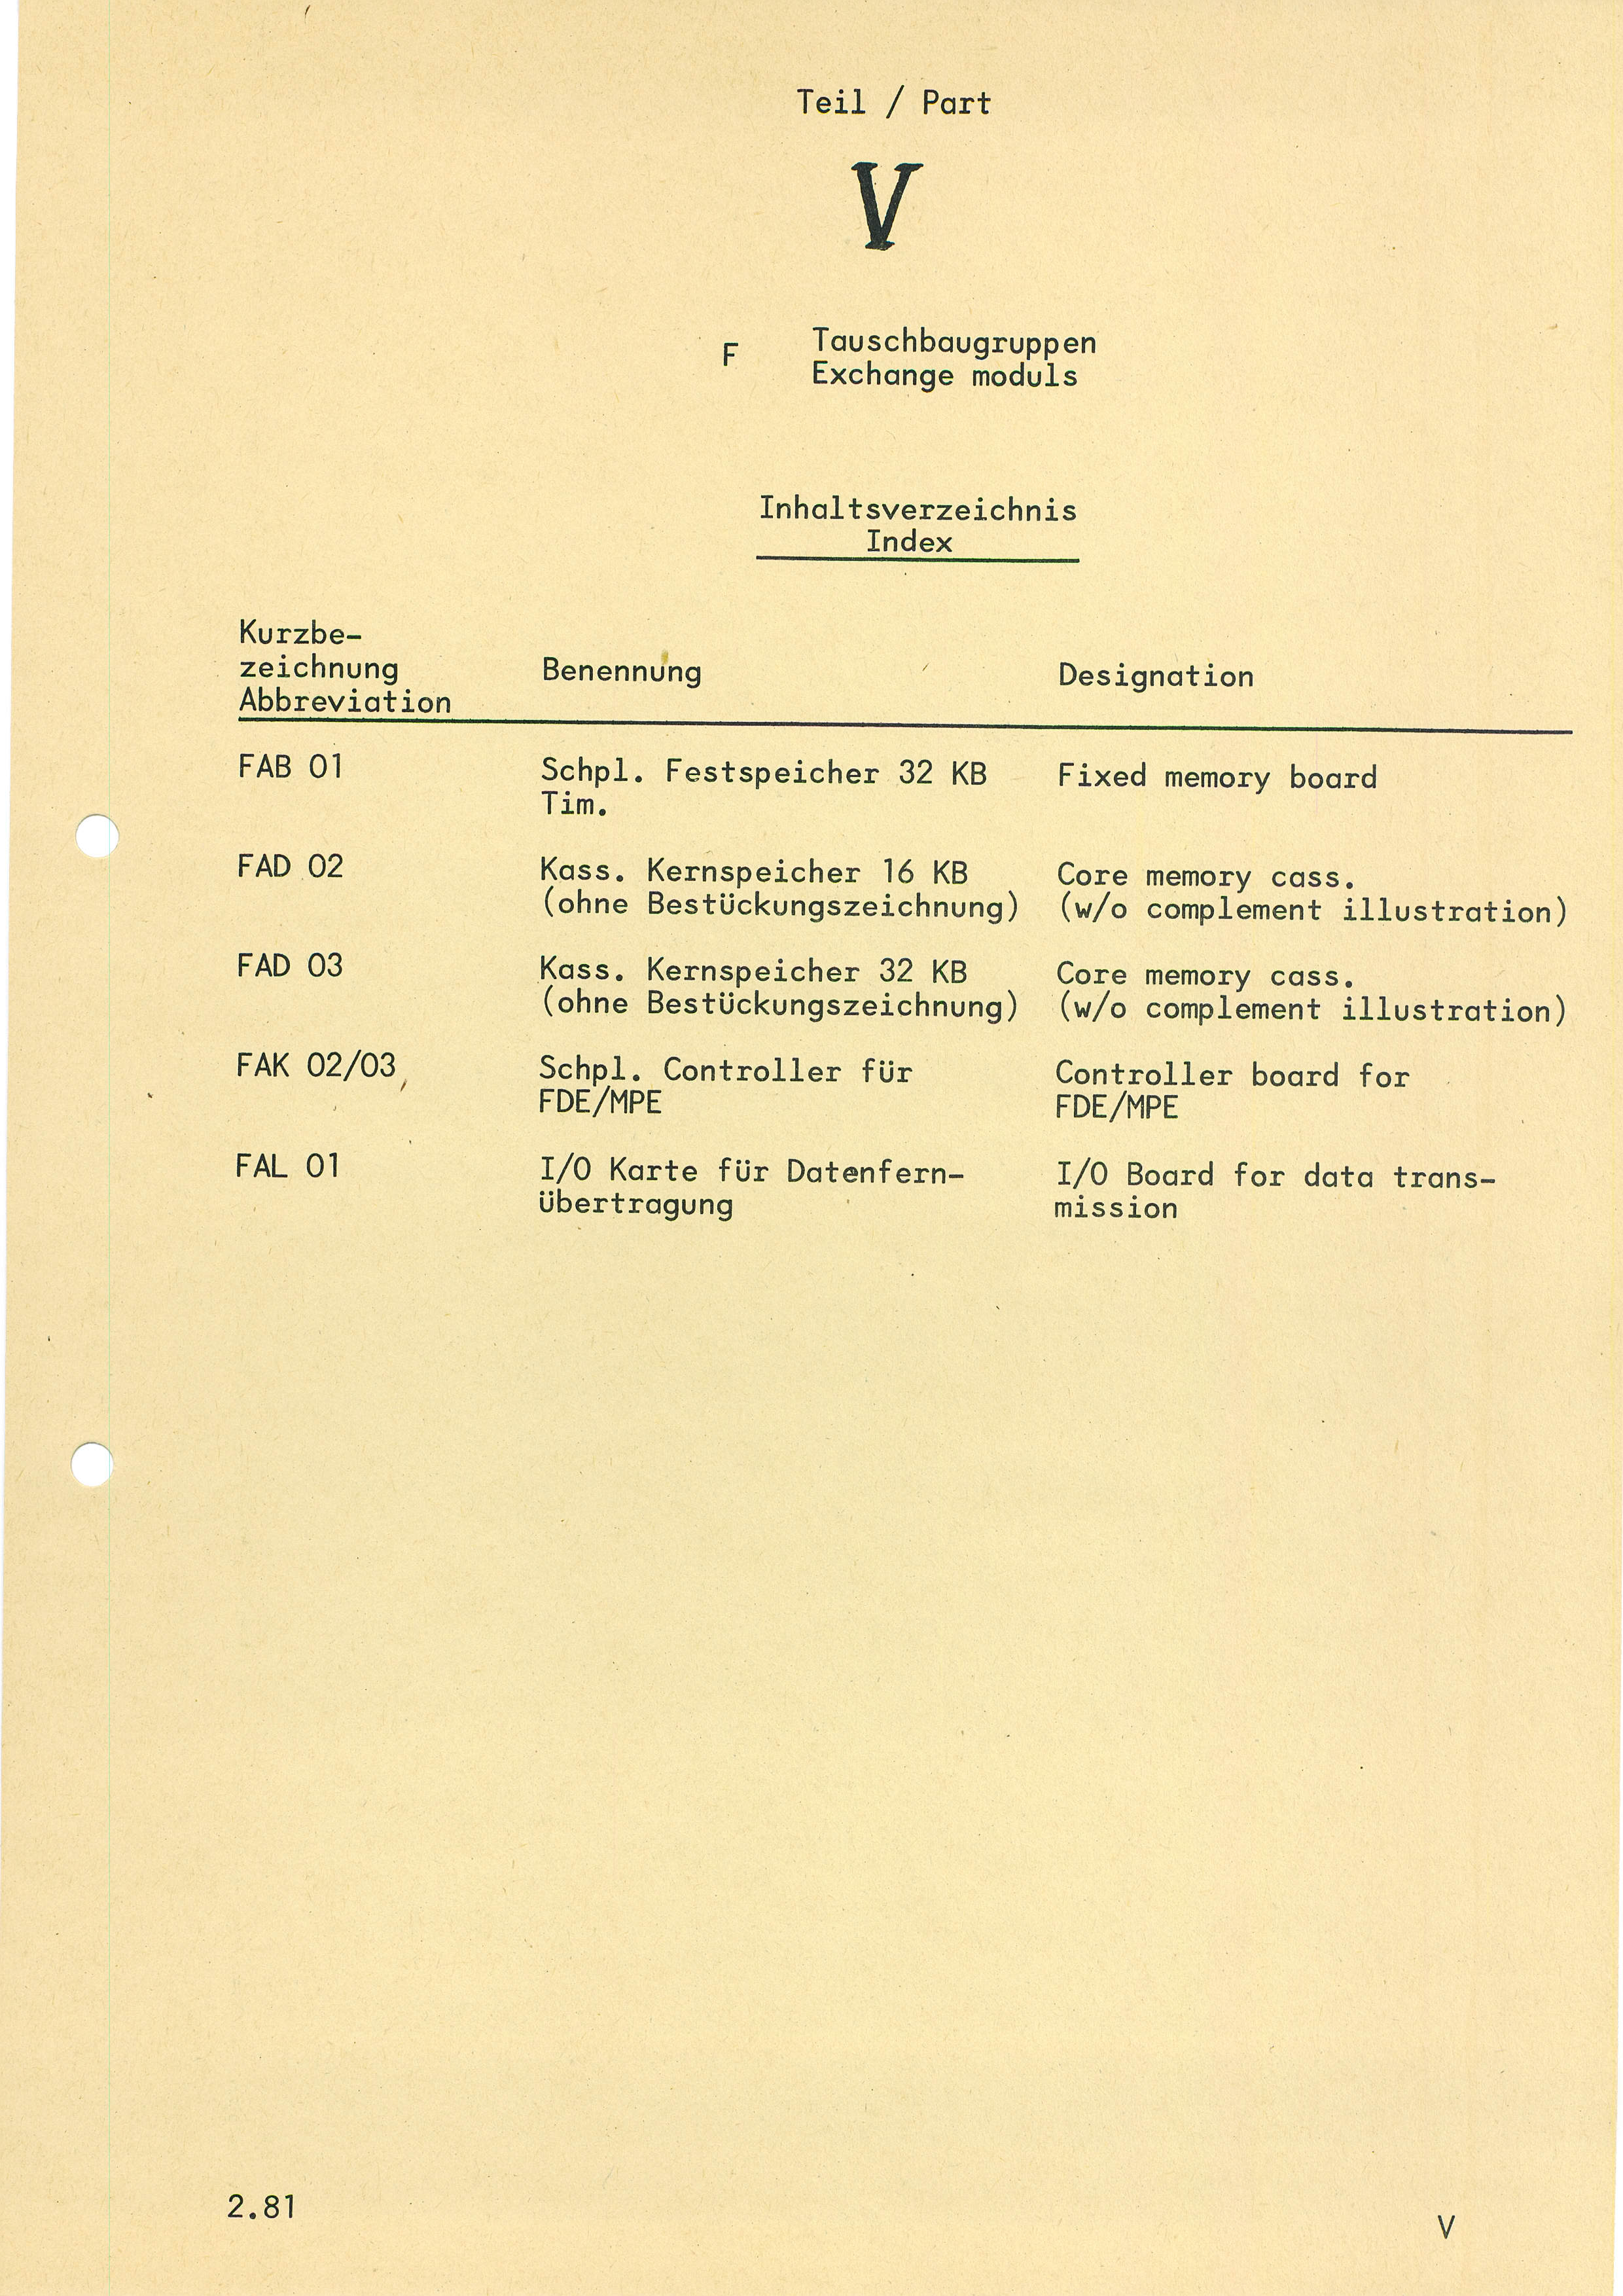 Teil / Part
V
F Tauschbaugruppen
Exchange moduls
Inhaltsverzeichnis
Index
Kurzbe-
zeichnung Benennung Designation
Abbreviation
FAB 01 Schpl. Festspeicher 32 KB Fixed memory board
Tim.
FAD 02 Kass. Kernspeicher 16 KB Core memory cass.
(ohne Bestückungszeichnung) (w/o complement illustration)
FAD 03 Kass. Kernspeicher 32 KB Core memory cass.
(ohne Bestückungszeichnung) (w/o complement illustration)
FAK 02/03 Schpl. Controller für Controller board for
FDE/MPE FDE/MPE
FAL 01 I/O Karte für Datenfern- I/O Board for data trans-
übertragung mission
2.81 V